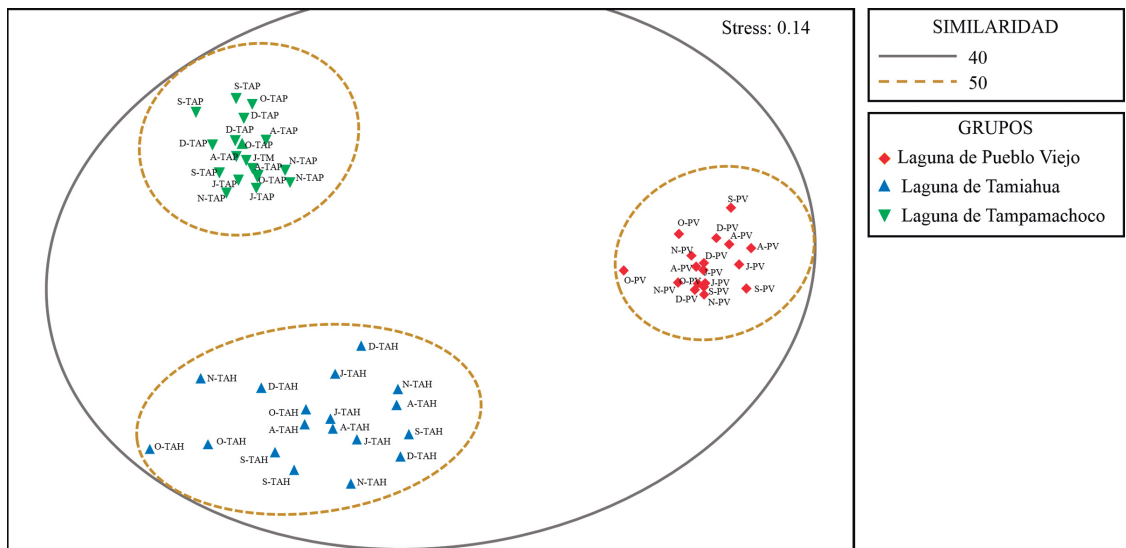 Stress: 0.14
S-TAP
S-TAP
O-TAP
D-TAP
D-TAP
A-TAP
D-TAP
O-TAP
A-TAP
J-TM
N-TAP
A-TAP
S-TAP
J-TAP
O-TAP
N-TAP
N-TAP
J-TAP
S-PV
O-PV
D-PV
A-PV
A-PV
N-PV
D-PV
A-PV
J-PV
J-PV
O-PV
O-PV
J-PV
N-PV
S-PV
S-PV
D-PV
N-PV
D-TAH
J-TAH
N-TAH
D-TAH
N-TAH
A-TAH
O-TAH
J-TAH
A-TAH
A-TAH
S-TAH
J-TAH
O-TAH
O-TAH
S-TAH
D-TAH
S-TAH
N-TAH
SIMILARIDAD
40
50
GRUPOS
Laguna de Pueblo Viejo
Laguna de Tamiahua
Laguna de Tampamachoco